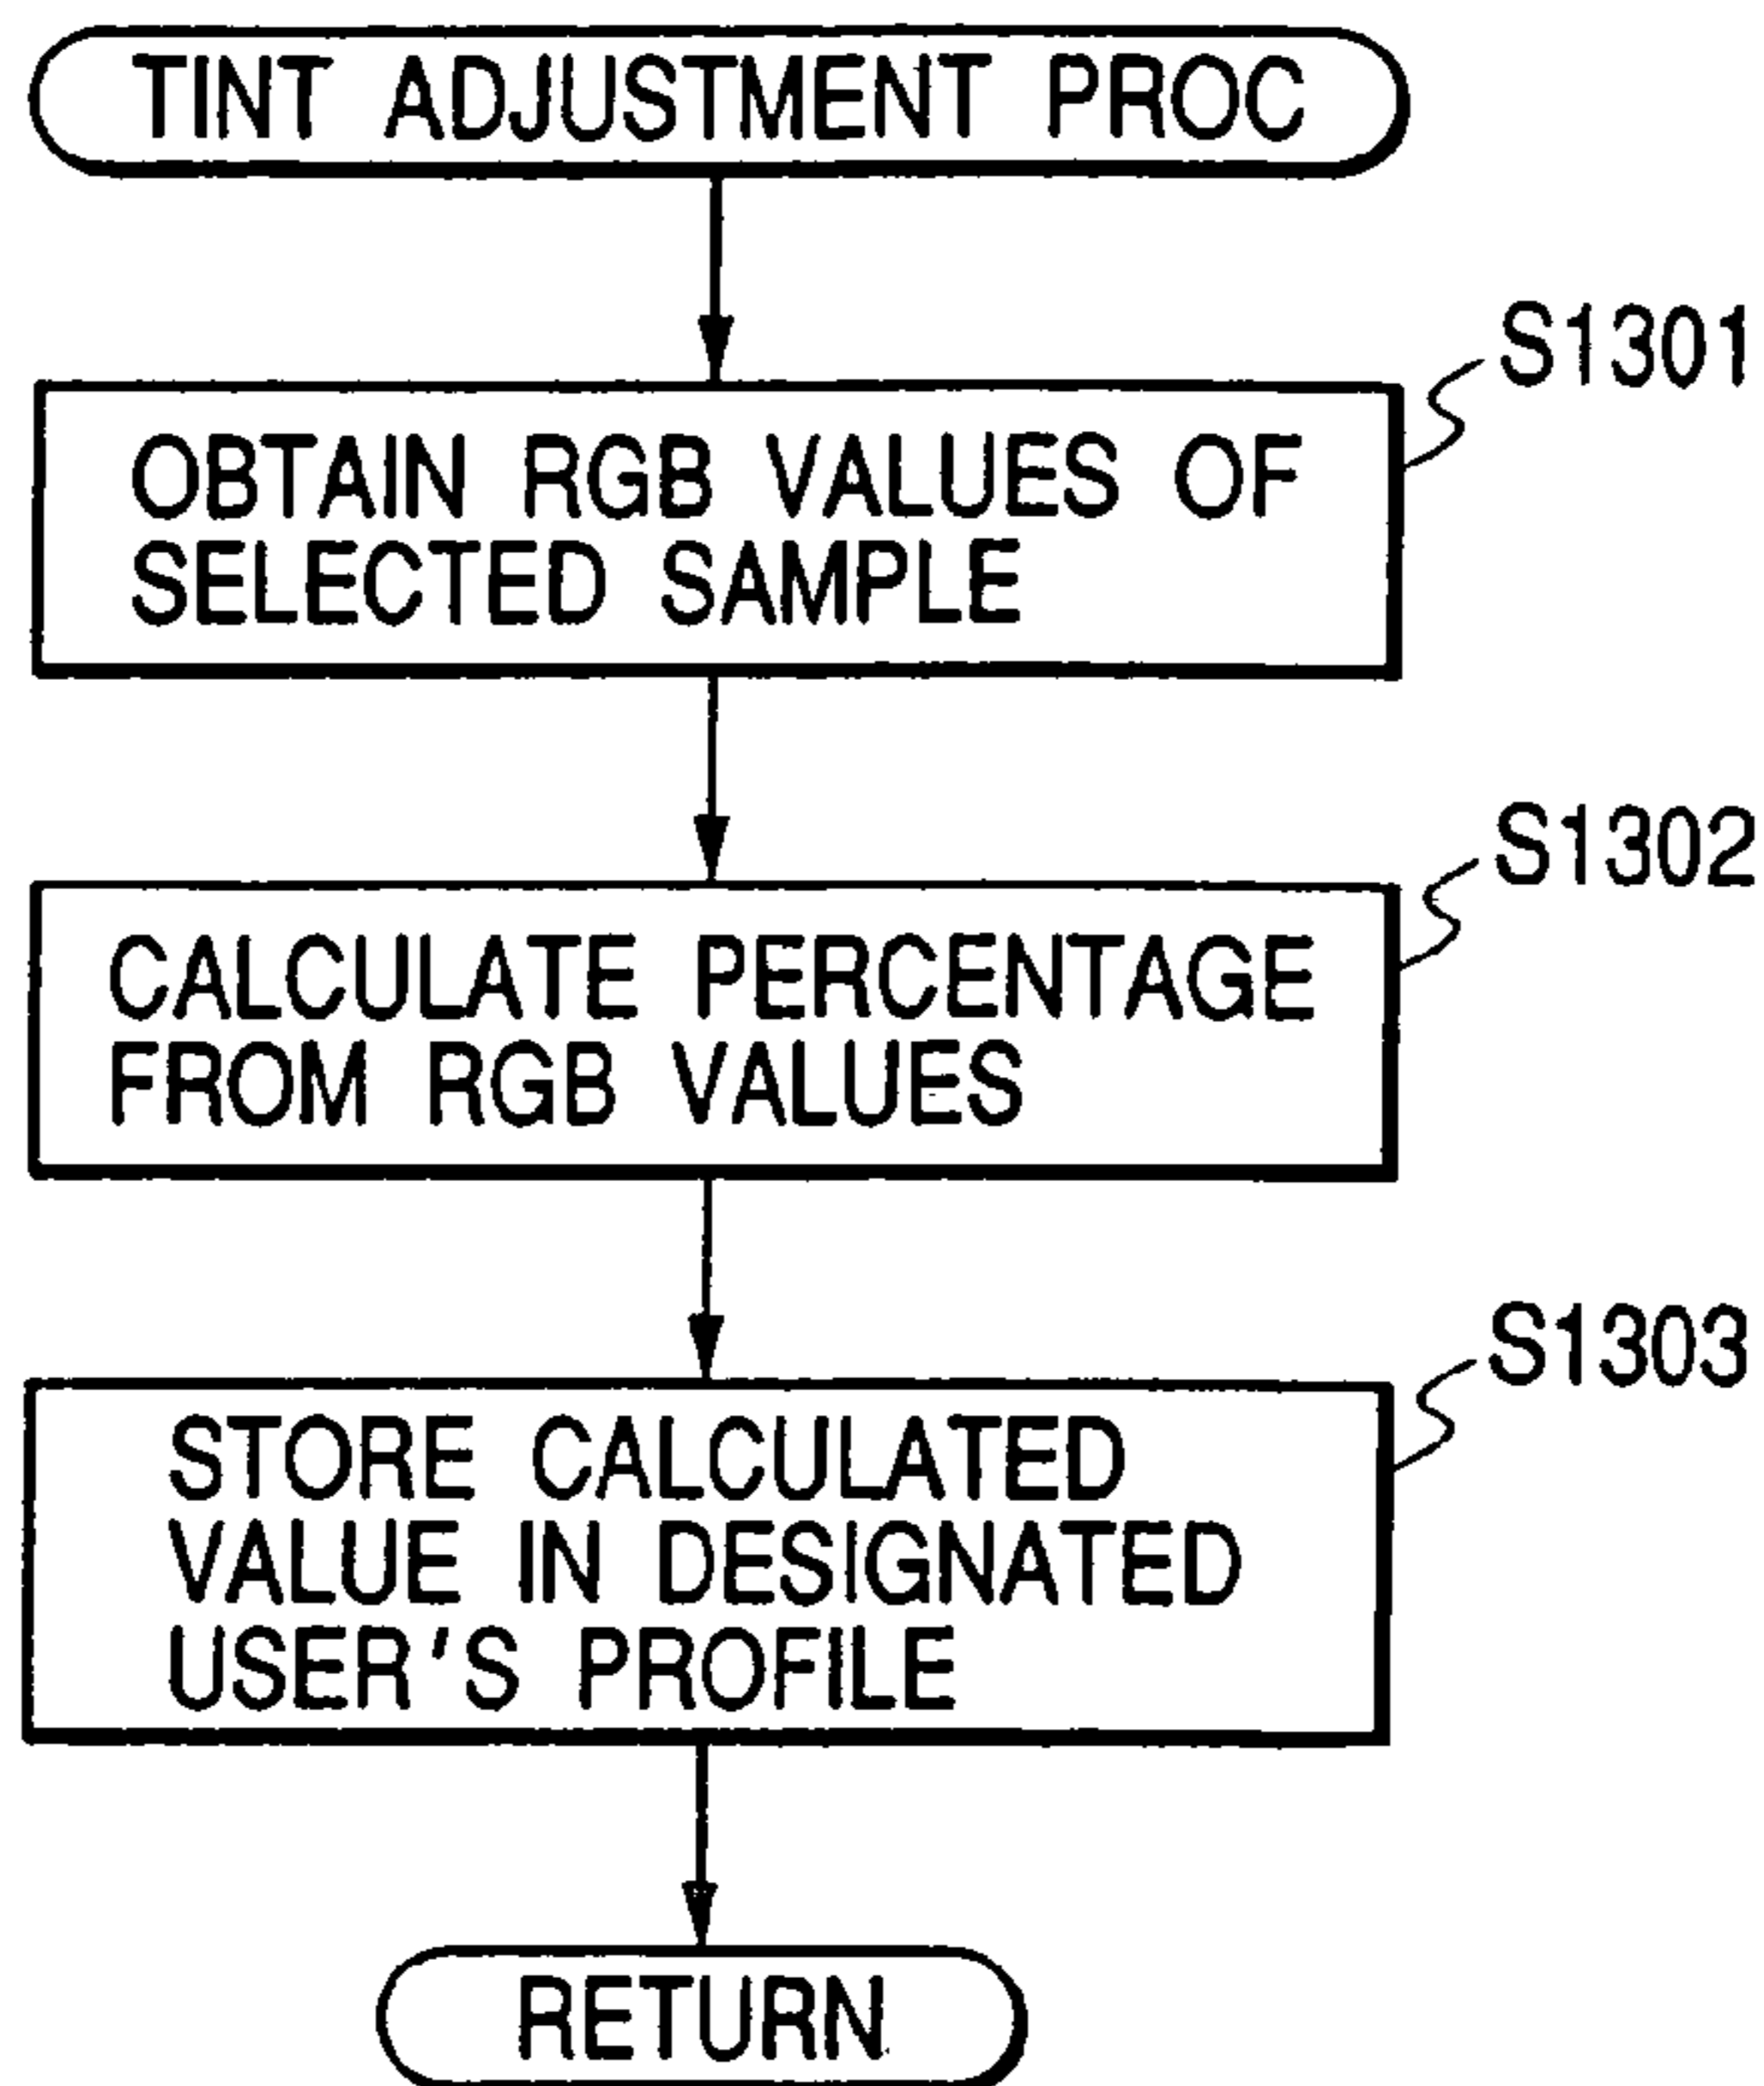 TINT ADJUSTMENT PROC
S1301
OBTAIN RGB VALUES OF
SELECTED SAMPLE
S1302
CALCULATE PERCENTAGE
FROM RGB VALUES
S1303
STORE CALCULATED
VALUE IN DESIGNATED
USER'S PROFILE
RETURN